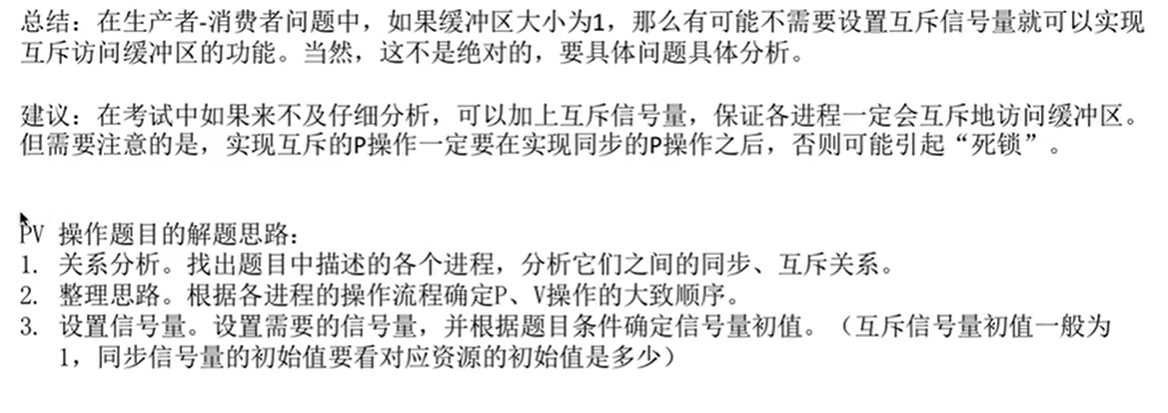 总结：在生产者-消费者问题中，如果缓冲区大小为1，那么有可能不需要设置互斥信号量就可以实现
互斥访问缓冲区的功能。当然，这不是绝对的，要具体问题具体分析。
建议：在考试中如果来不及仔细分析，可以加上互斥信号量，保证各进程一定会互斥地访问缓冲区。
但需要注意的是，实现互斥的P操作一定要在实现同步的P操作之后，否则可能引起“死锁”。
PV 操作题目的解题思路：
1. 关系分析。找出题目中描述的各个进程，分析它们之间的同步、互斥关系。
2. 整理思路。根据各进程的操作流程确定P、V操作的大致顺序。
3. 设置信号量。设置需要的信号量，并根据题目条件确定信号量初值。（互斥信号量初值一般为
1，同步信号量的初始值要看对应资源的初始值是多少）